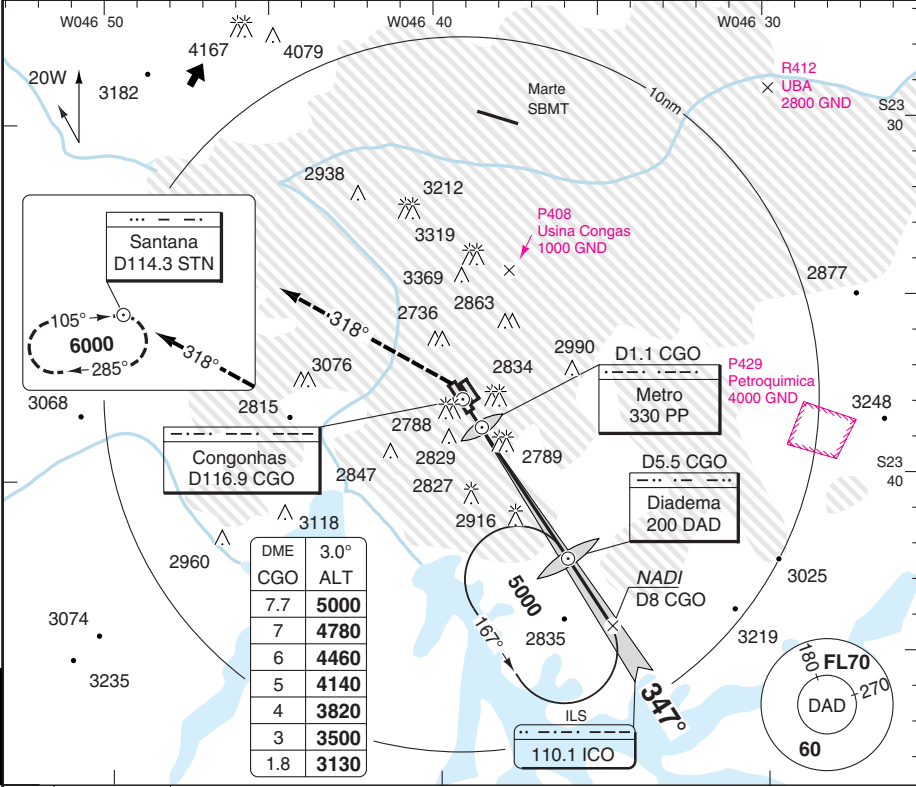 W046 50
W046 40
W046 30
4167
4079
20W
3182
Marte
SBMT
10nm
R412
UBA
2800 GND
S23
30
2938
3212
Santana
D114.3 STN
3319
P408
Usina Congas
1000 GND
3369
2863
2877
105°
6000
285°
318°
318°
2736
2990
D1.1 CGO
3076
2834
Metro
330 PP
P429
Petroquimica
4000 GND
3068
2815
2788
3248
Congonhas
D116.9 CGO
2847
2829
2789
S23
40
2827
D5.5 CGO
Diadema
200 DAD
2916
3118
2960
DME 3.0°
CGO ALT
7.7 5000
7 4780
6 4460
5 4140
4 3820
3 3500
1.8 3130
5000
167°
2835
NADI
D8 CGO
3025
3219
3074
3235
347°
ILS
110.1 ICO
180
FL70
270
DAD
60